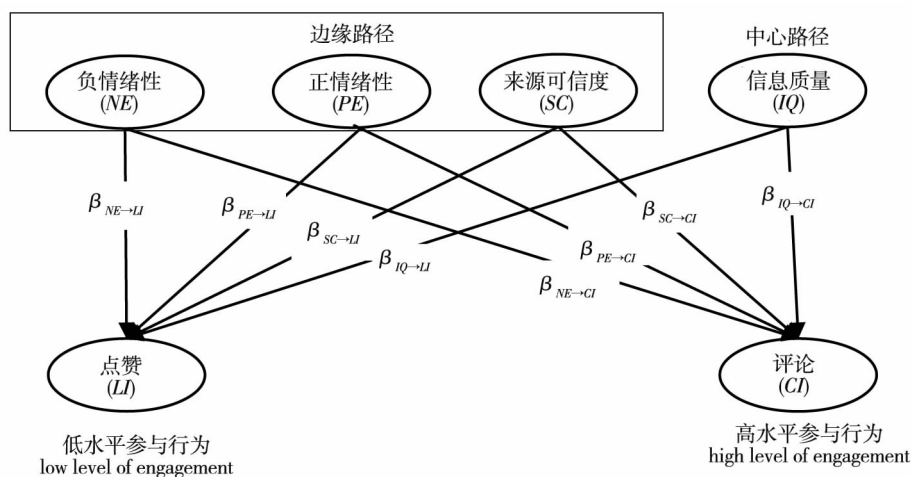 边缘路径
中心路径
负情绪性
(NE)
正情绪性
(PE)
来源可信度
(SC)
信息质量
(IQ)
β NE→LI
β PE→LI
β SC→LI
β IQ→LI
β SC→CI
β IQ→CI
β PE→CI
β NE→CI
点赞
(LI)
评论
(CI)
低水平参与行为
low level of engagement
高水平参与行为
high level of engagement